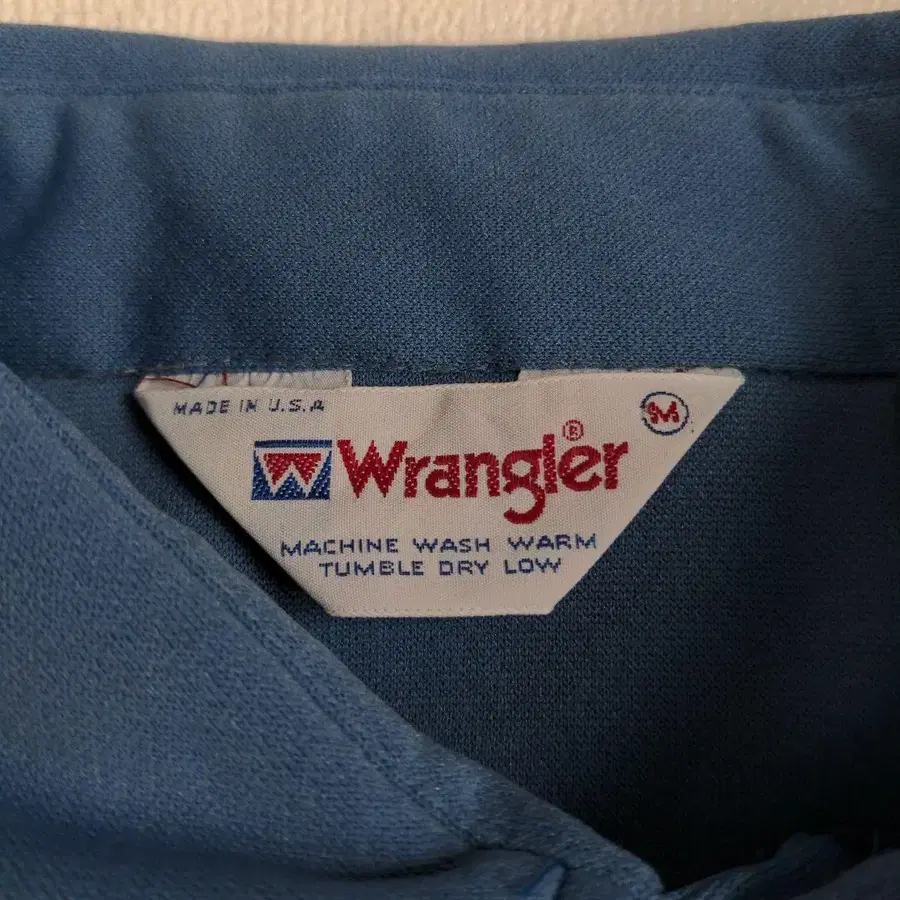 MADE IN U.S.A
M
W Wrangler®
MACHINE WASH WARM
TUMBLE DRY LOW